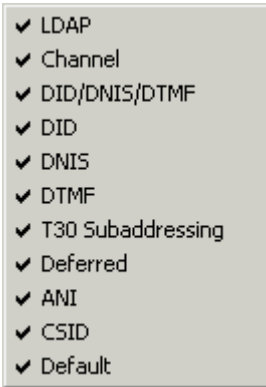 LDAP
Channel
DID/DNIS/DTMF
DID
DNIS
DTMF
T30 Subaddressing
Deferred
ANI
CSID
Default